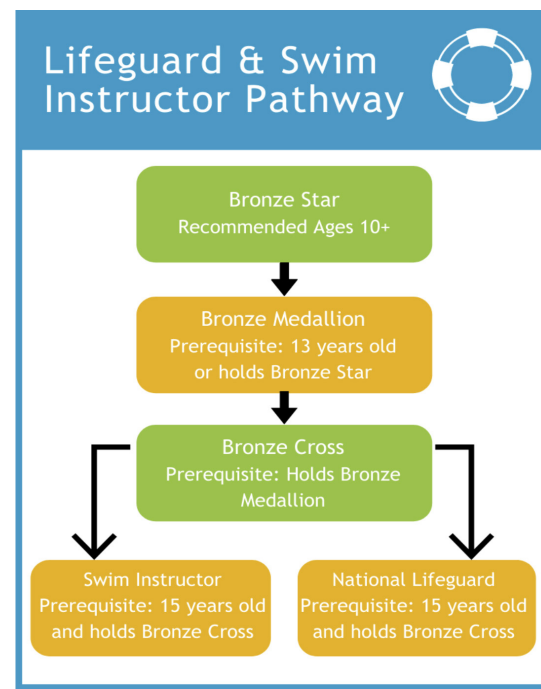 Lifeguard & Swim
Instructor Pathway
Bronze Star
Recommended Ages 10+
Bronze Medallion
Prerequisite: 13 years old
or holds Bronze Star
Bronze Cross
Prerequisite: Holds Bronze
Medallion
Swim Instructor
Prerequisite: 15 years old
and holds Bronze Cross
National Lifeguard
Prerequisite: 15 years old
and holds Bronze Cross